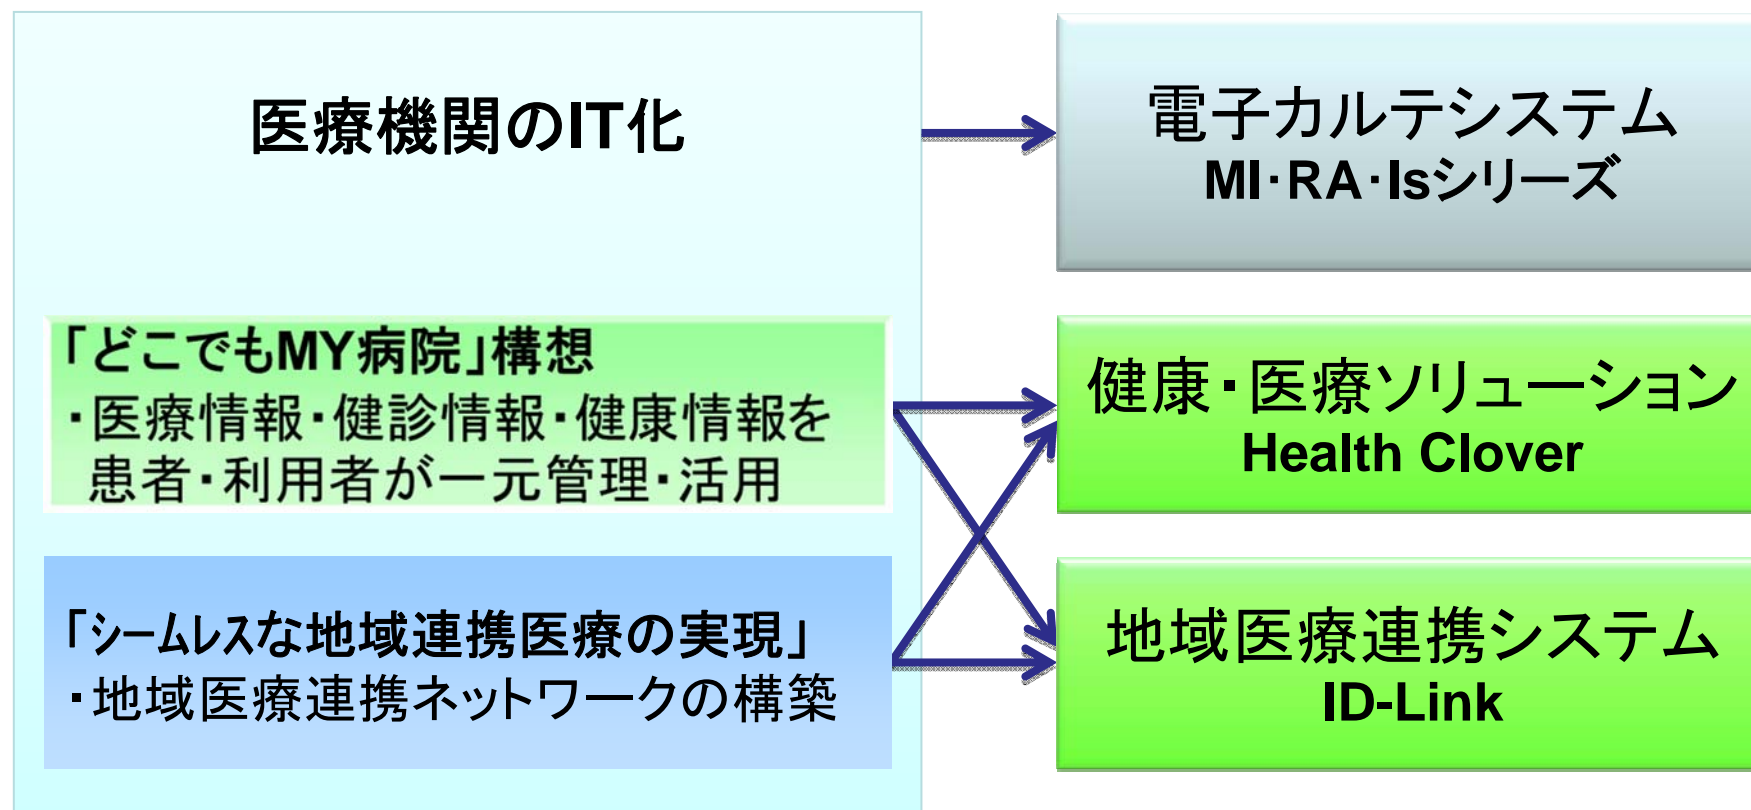 医療機関のIT化
「どこでもMY病院」構想
・医療情報・健診情報・健康情報を
患者・利用者が一元管理・活用
「シームレスな地域連携医療の実現」
・地域医療連携ネットワークの構築
電子カルテシステム
MI・RA・Isシリーズ
健康・医療ソリューション
Health Clover
地域医療連携システム
ID-Link